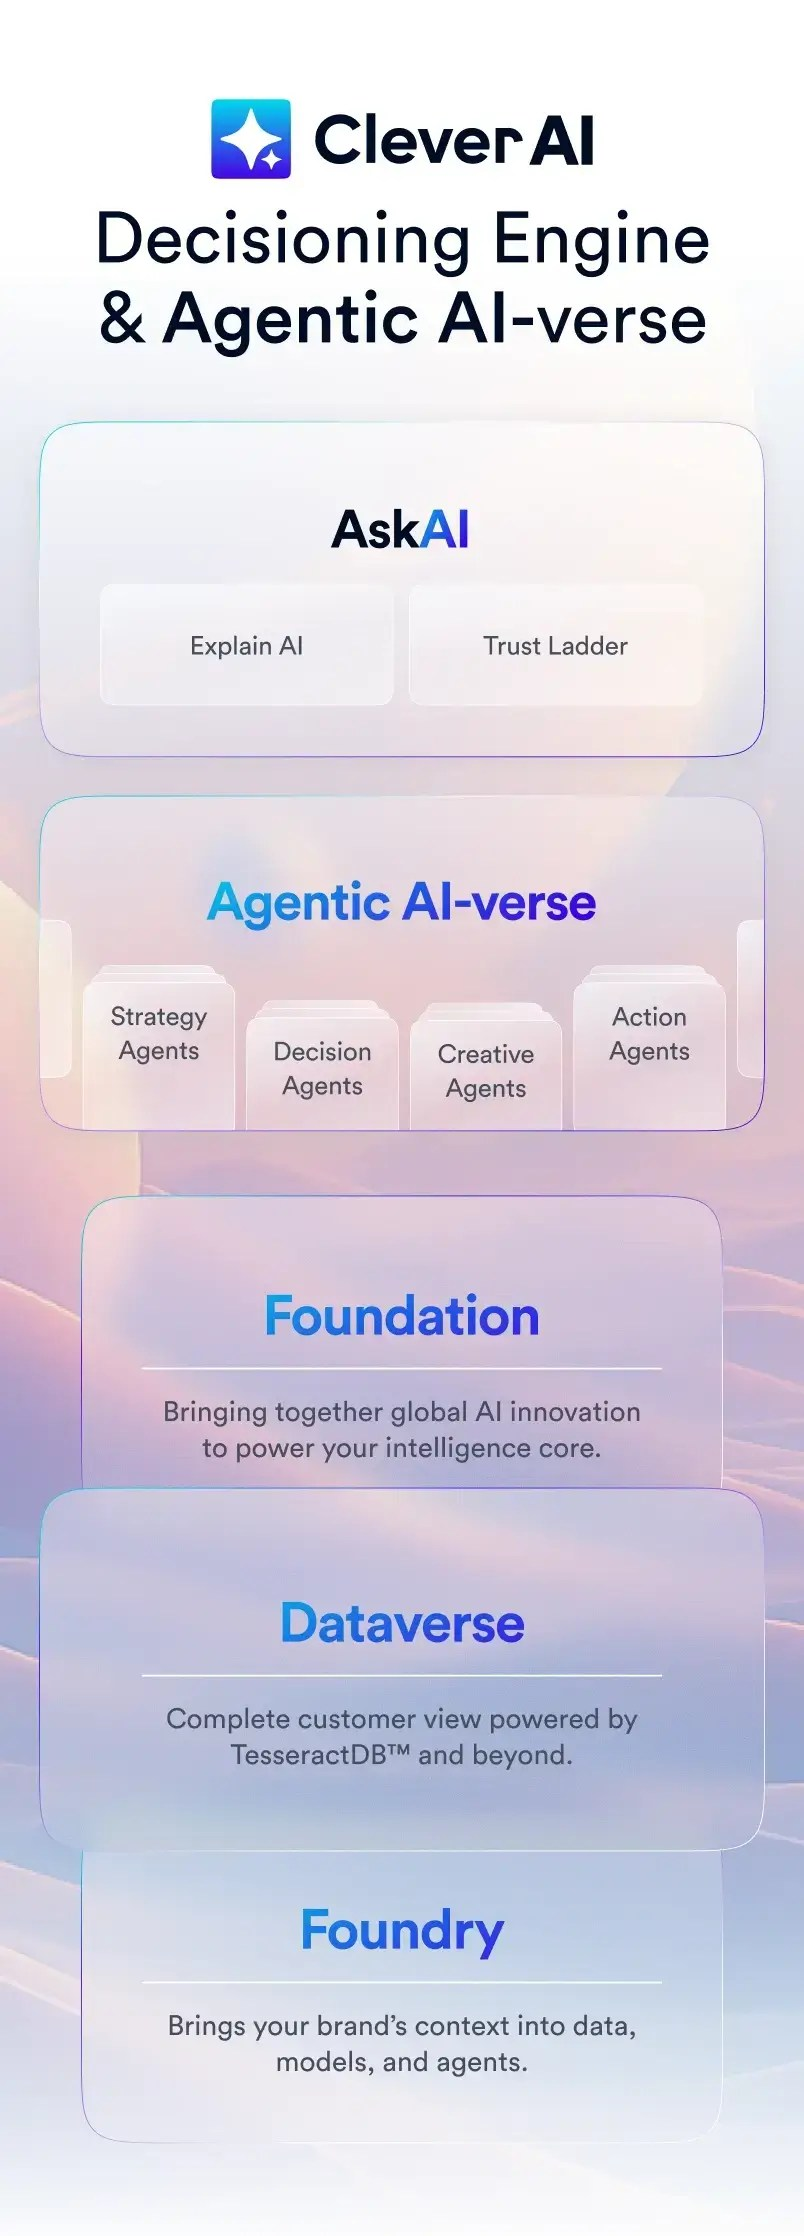 Clever AI
Decisioning Engine
& Agentic AI-verse
AskAI
Explain AI
Trust Ladder
Agentic AI-verse
Strategy
Agents
Decision
Agents
Creative
Agents
Action
Agents
Foundation
Bringing together global AI innovation
to power your intelligence core.
Dataverse
Complete customer view powered by
TesseractDB™ and beyond.
Foundry
Brings your brand’s context into data,
models, and agents.